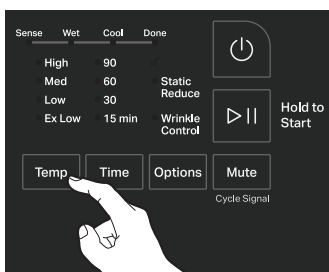 Sense Wet Cool Done
High 90
Med 60 Static
Reduce
Low 30
Ex Low 15 min Wrinkle
Control
Hold to
Start
Temp Time Options Mute
Cycle Signal